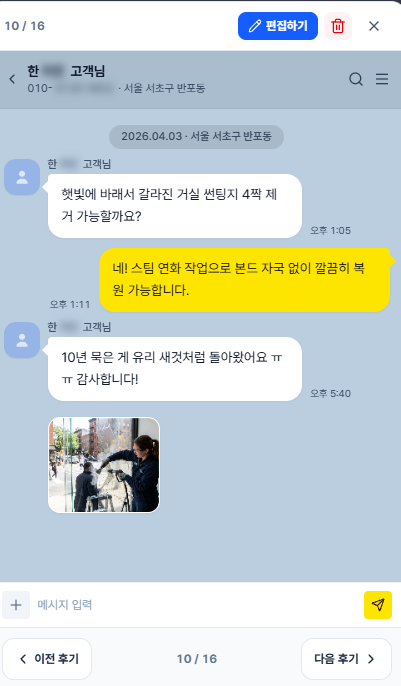 10 / 16
편집하기
한 고객님
010- · 서울 서초구 반포동
2026.04.03 · 서울 서초구 반포동
한 고객님
햇빛에 바래서 갈라진 거실 썬팅지 4짝 제
거 가능할까요?
오후 1:05
네! 스팀 연화 작업으로 본드 자국 없이 깔끔히 복
원 가능합니다.
오후 1:11
한 고객님
10년 묵은 게 유리 새것처럼 돌아왔어요 ㅠ
ㅠ 감사합니다!
오후 5:40
메시지 입력
이전 후기
10 / 16
다음 후기